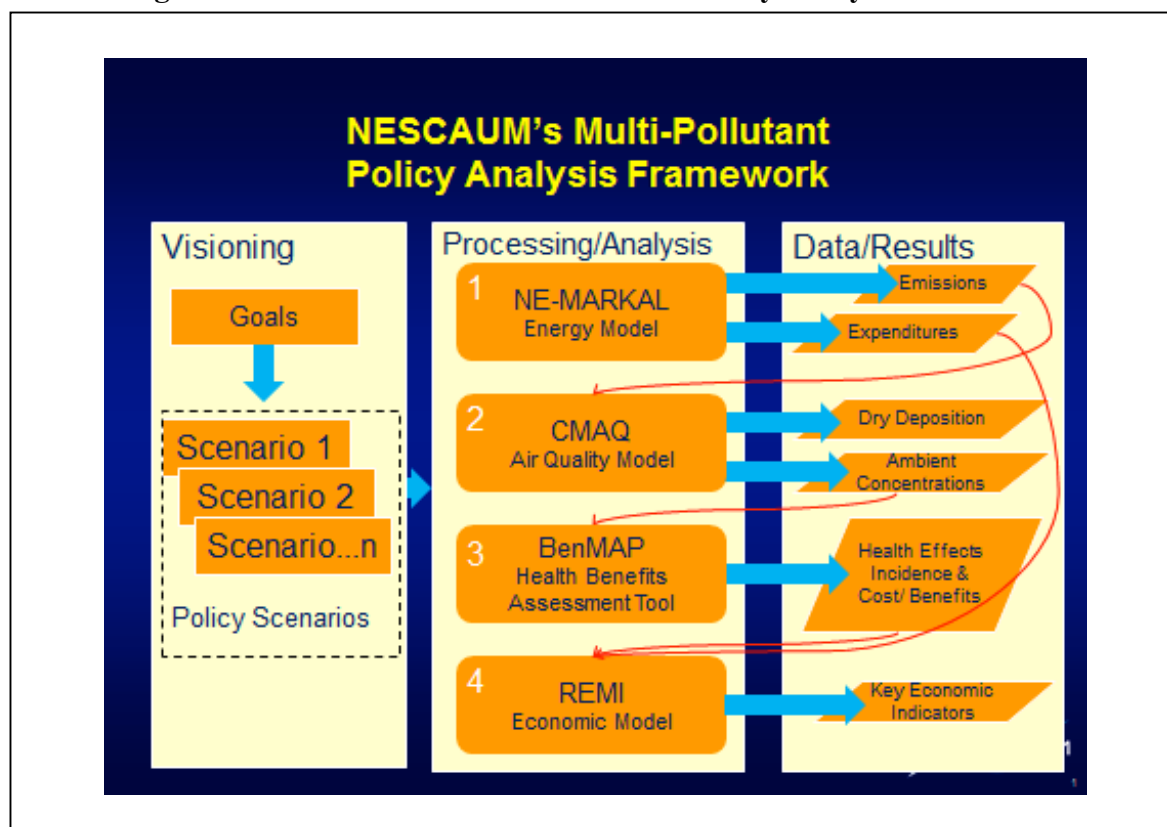 NESCAUM's Multi-Pollutant
Policy Analysis Framework
Visioning
Goals
Scenario 1
Scenario 2
Scenario...n
Policy Scenarios
Processing/Analysis
1
NE-MARKAL
Energy Model
2
CMAQ
Air Quality Model
3
BenMAP
Health Benefits
Assessment Tool
4
REMI
Economic Model
Data/Results
Emissions
Expenditures
Dry Deposition
Ambient
Concentrations
Health Effects
Incidence &
Cost/ Benefits
Key Economic
Indicators